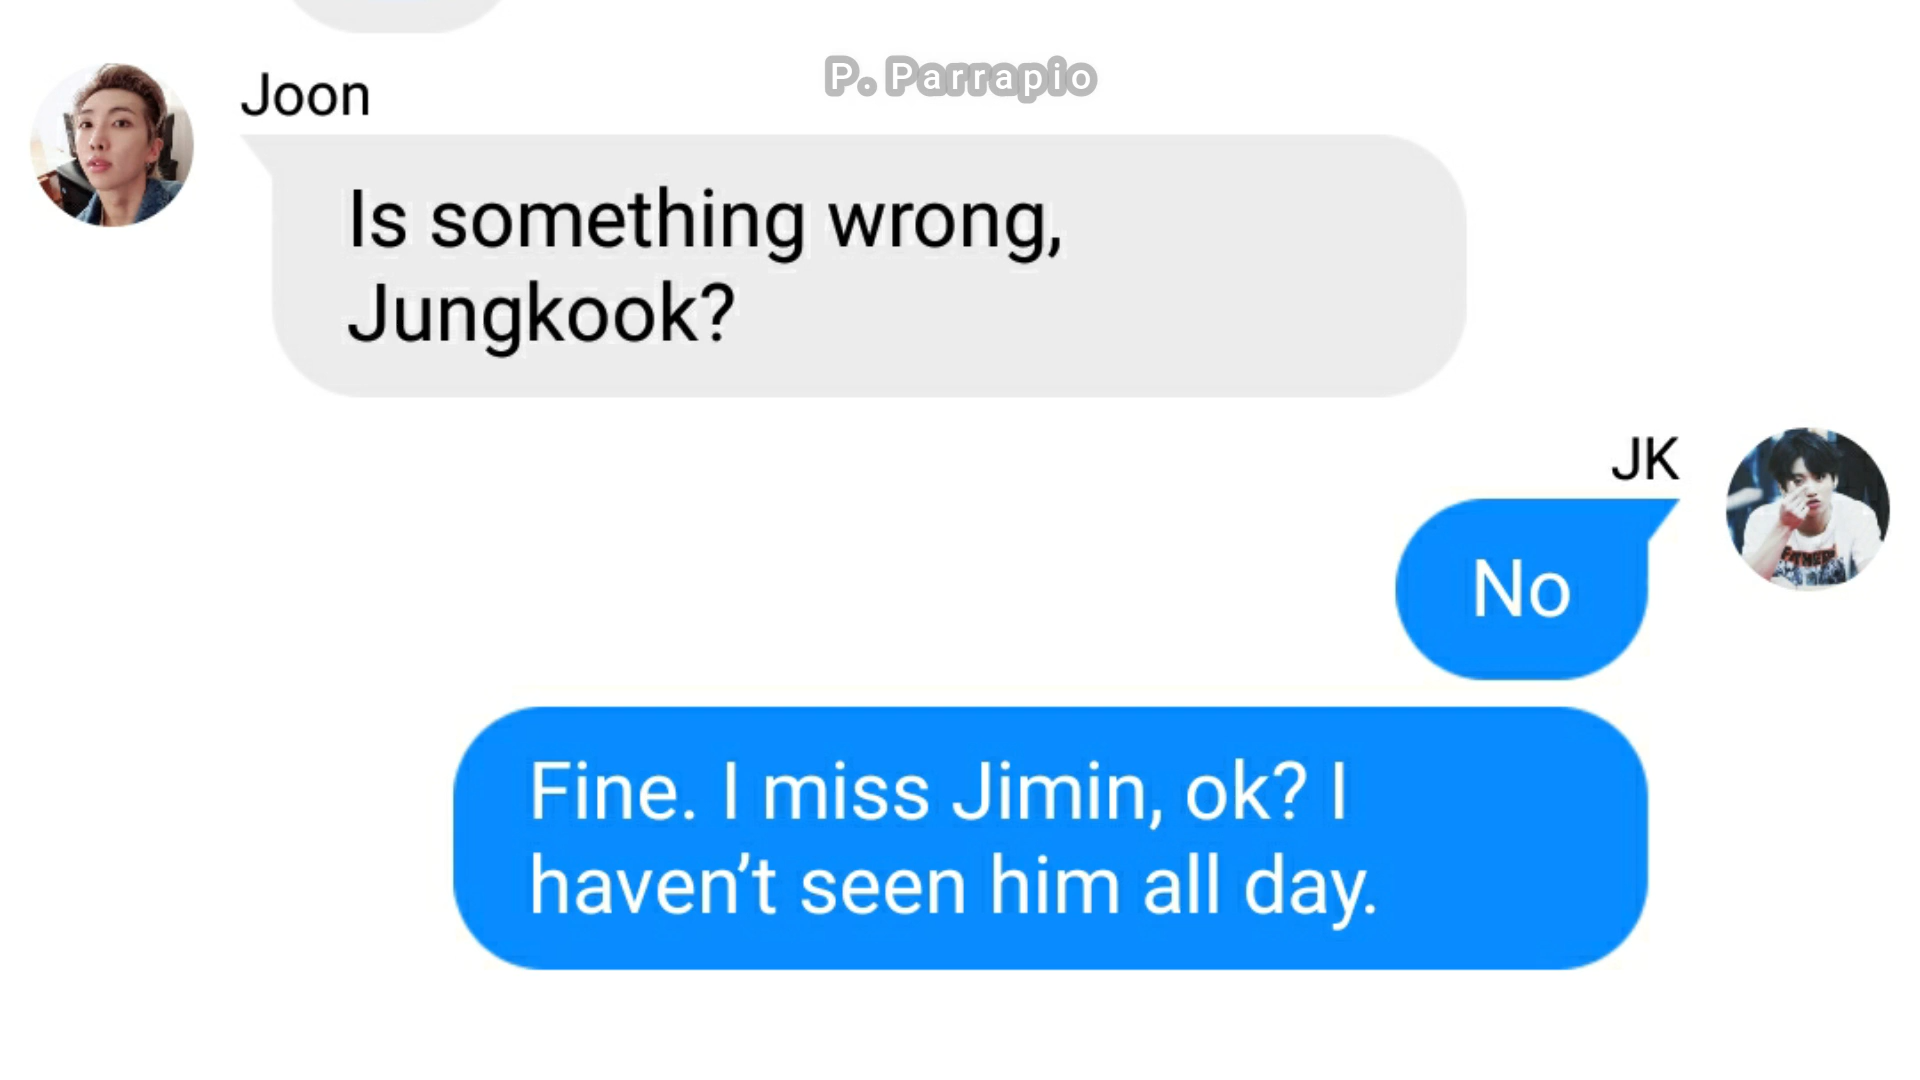 P. Parrapio
Joon
Is something wrong,
Jungkook?
JK
No
Fine. I miss Jimin, ok? I
haven’t seen him all day.